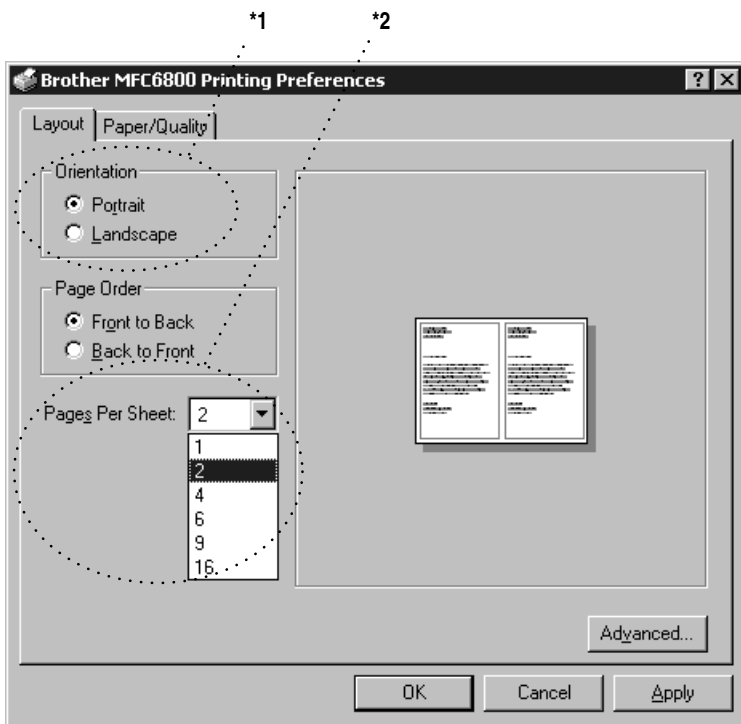 *1 *2
Brother MFC6800 Printing Preferences
Layout Paper/Quality
Orientation
Portrait
Landscape
Page Order
Front to Back
Back to Front
Pages Per Sheet: 2
1
2
4
6
9
16
Advanced...
OK Cancel Apply